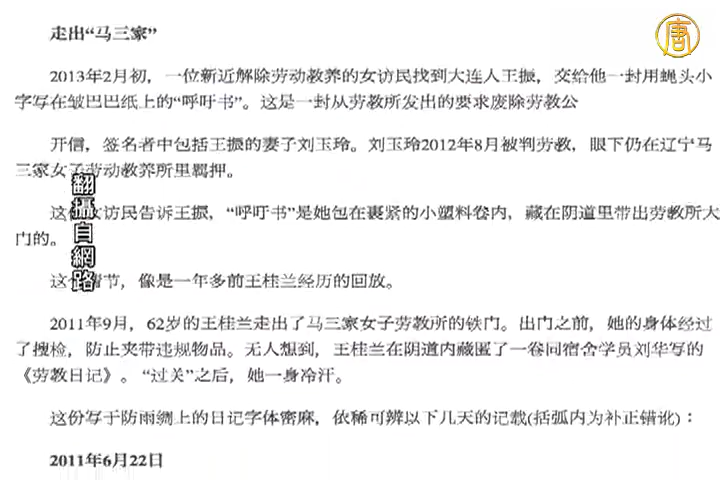 走出“马三家”
唐
2013年2月初，一位新近解除劳动教养的女访民找到大连人王振，交给他一封用蝇头小
字写在皱巴巴纸上的“呼吁书”。这是一封从劳教所发出的要求废除劳教公
开信，签名者中包括王振的妻子刘玉玲。刘玉玲2012年8月被判劳教，眼下仍在辽宁马
三家女子劳动教养所里羁押。
这 女访民告诉王振，“呼吁书”是她包在裹紧的小塑料卷内，藏在阴道里带出劳教所大
门的。
这 情节，像是一年多前王桂兰经历的回放。
2011年9月，62岁的王桂兰走出了马三家女子劳教所的铁门。出门之前，她的身体经过
了搜检，防止夹带违规物品。无人想到，王桂兰在阴道内藏匿了一卷同宿舍学员刘华写的
《劳教日记》。“过关”之后，她一身冷汗。
这份写于防雨绸上的日记字体密麻，依稀可辨以下几天的记载(括弧内为补正错讹)：
2011年6月22日
翻攝自網路